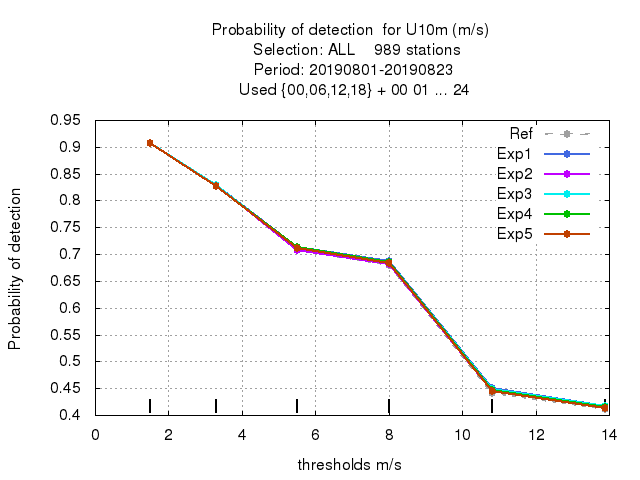 Probability of detection  for U10m (m/s)
Selection: ALL    989 stations
Period: 20190801-20190823
Used {00,06,12,18} + 00 01 ... 24
Probability of detection
0.95
0.9
0.85
0.8
0.75
0.7
0.65
0.6
0.55
0.5
0.45
0.4
Ref
Exp1
Exp2
Exp3
Exp4
Exp5
0 2 4 6 8 10 12 14
thresholds m/s